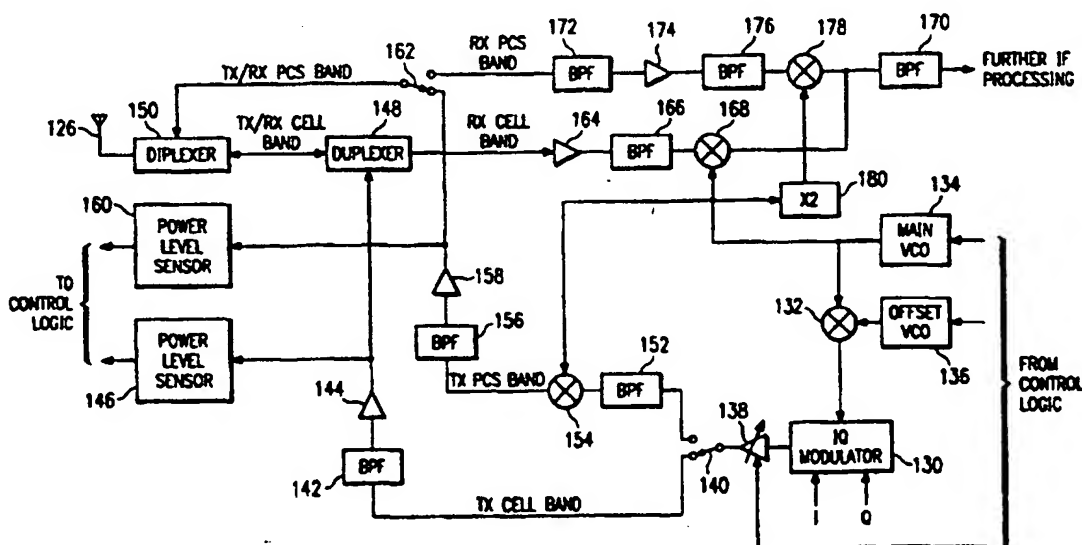 172
174
176
178
170
162
RX PCS
BAND
BPF
BPF
BPF
FURTHER IF
PROCESSING
TX/RX PCS BAND
150
126
DIPLEXER
TX/RX CELL
BAND
148
DUPLEXER
RX CELL
BAND
164
166
BPF
168
160
POWER
LEVEL
SENSOR
X2
180
134
MAIN
VCO
TO
CONTROL
LOGIC
158
132
OFFSET
VCO
136
156
BPF
152
BPF
TX PCS BAND
154
POWER
LEVEL
SENSOR
146
144
138
140
IQ
MODULATOR
130
FROM
CONTROL
LOGIC
BPF
142
TX CELL BAND
I
Q